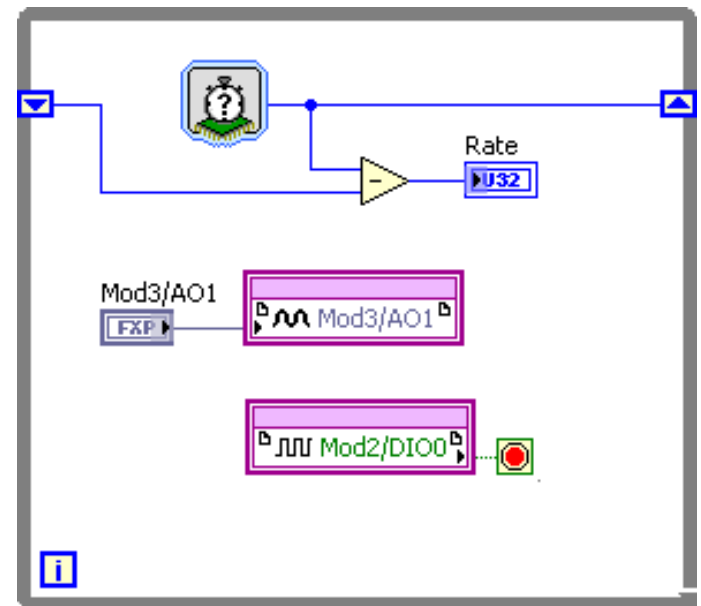 ?
Rate
U32
Mod3/AO1
FXP
Mod3/AO1
Mod2/DIO0
i